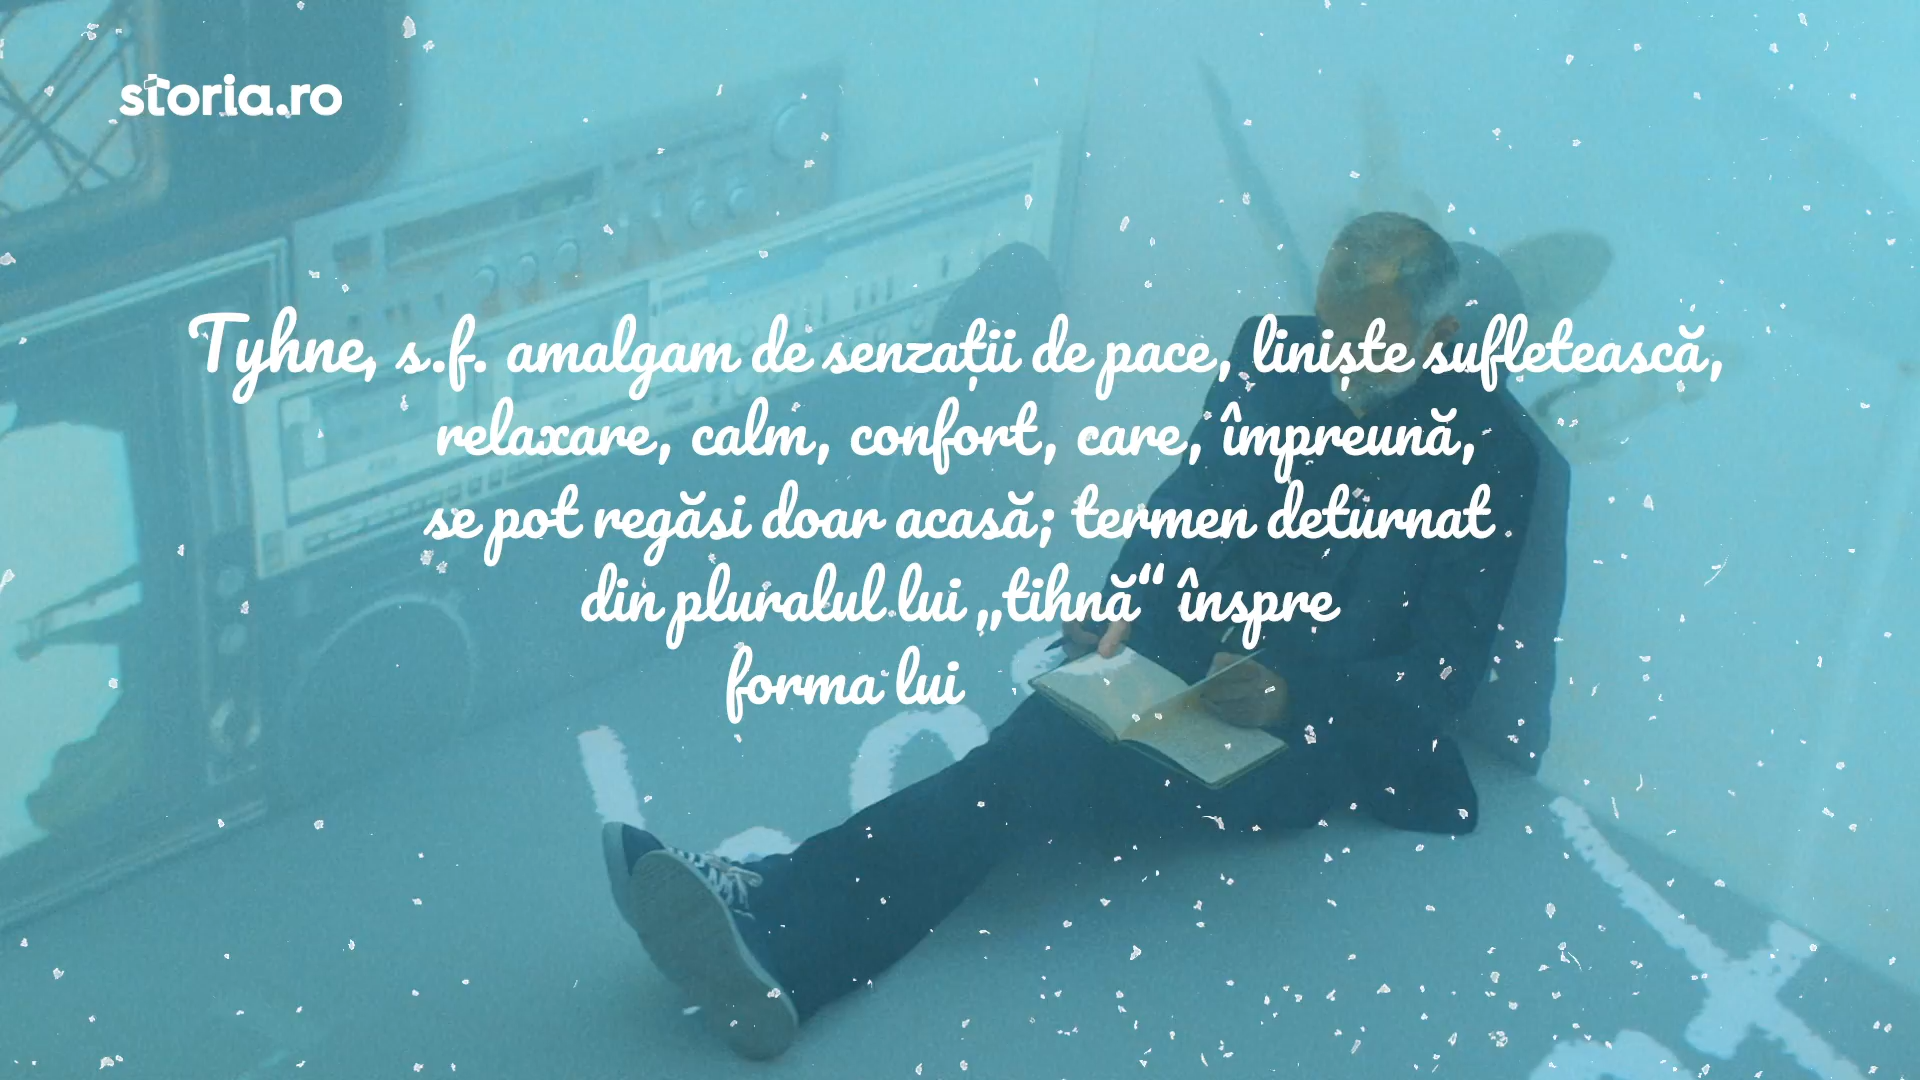 storia.ro
Tyhne, s.f. amalgam de senzații de pace, liniște sufletească,
relaxare, calm, confort, care, împreună,
se pot regăsi doar acasă; termen deturnat
din pluralul lui „tihnă“ înspre
forma lui